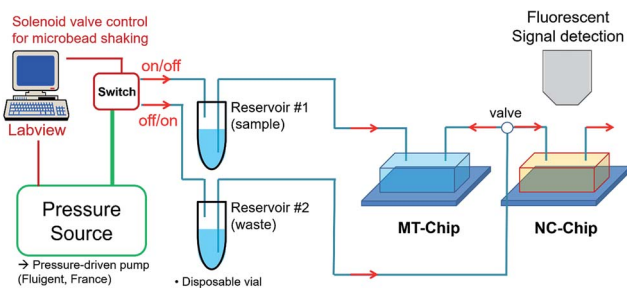 Solenoid valve control
for microbead shaking
Fluorescent
Signal detection
on/off
Switch
off/on
Labview
Reservoir #1
(sample)
valve
Pressure
Source
Reservoir #2
(waste)
MT-Chip
NC-Chip
→ Pressure-driven pump
(Fluigent, France)
• Disposable vial